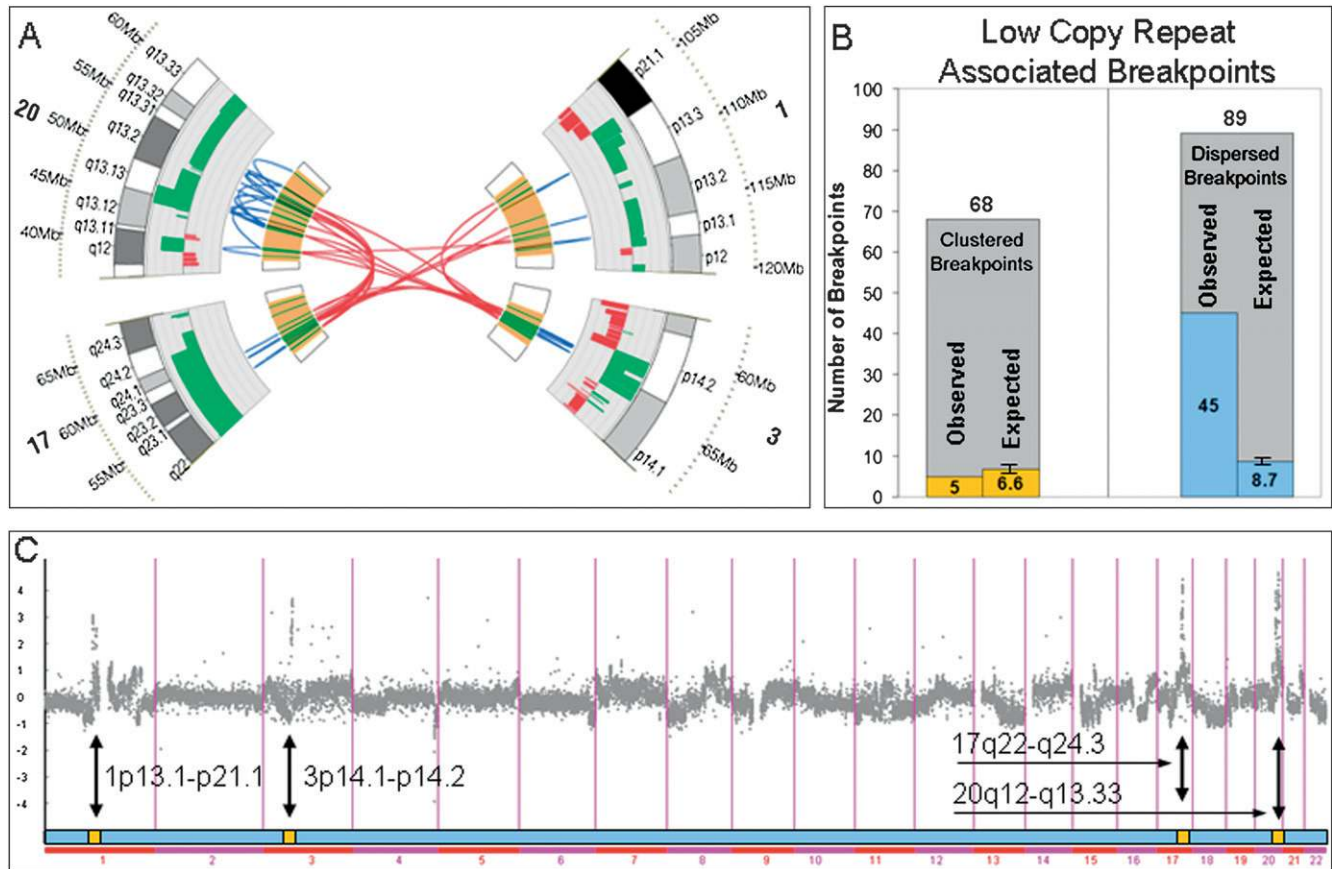 A
60Mb
55Mb
50Mb
45Mb
40Mb
20
q13.33
q13.32
q13.31
q13.2
q13.13
q13.12
q13.11
q12
105Mb
110Mb
115Mb
120Mb
1
p21.1
p13.3
p13.2
p13.1
p12
65Mb
60Mb
55Mb
17
q24.3
q24.2
q24.1
q23.3
q23.2
q23.1
q22
60Mb
65Mb
3
p14.2
p14.1
B
Low Copy Repeat
Associated Breakpoints
Number of Breakpoints
100
90
80
70
60
50
40
30
20
10
0
68
Clustered
Breakpoints
Observed
Expected
5
6.6
89
Dispersed
Breakpoints
Observed
Expected
45
8.7
C
4
3
2
1
0
-1
-2
-3
-4
1p13.1-p21.1
3p14.1-p14.2
17q22-q24.3
20q12-q13.33
1 2 3 4 5 6 7 8 9 10 11 12 13 14 15 16 17 18 19 20 21 22